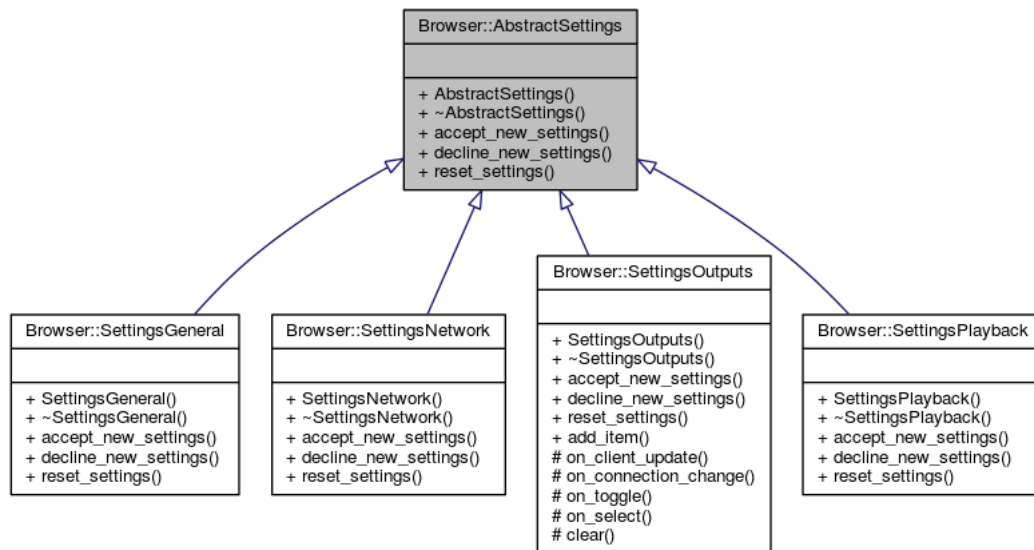 Browser::AbstractSettings
+ AbstractSettings()
+ ~AbstractSettings()
+ accept_new_settings()
+ decline_new_settings()
+ reset_settings()
Browser::SettingsGeneral
+ SettingsGeneral()
+ ~SettingsGeneral()
+ accept_new_settings()
+ decline_new_settings()
+ reset_settings()
Browser::SettingsNetwork
+ SettingsNetwork()
+ ~SettingsNetwork()
+ accept_new_settings()
+ decline_new_settings()
+ reset_settings()
Browser::SettingsOutputs
+ SettingsOutputs()
+ ~SettingsOutputs()
+ accept_new_settings()
+ decline_new_settings()
+ reset_settings()
+ add_item()
# on_client_update()
# on_connection_change()
# on_toggle()
# on_select()
# clear()
Browser::SettingsPlayback
+ SettingsPlayback()
+ ~SettingsPlayback()
+ accept_new_settings()
+ decline_new_settings()
+ reset_settings()